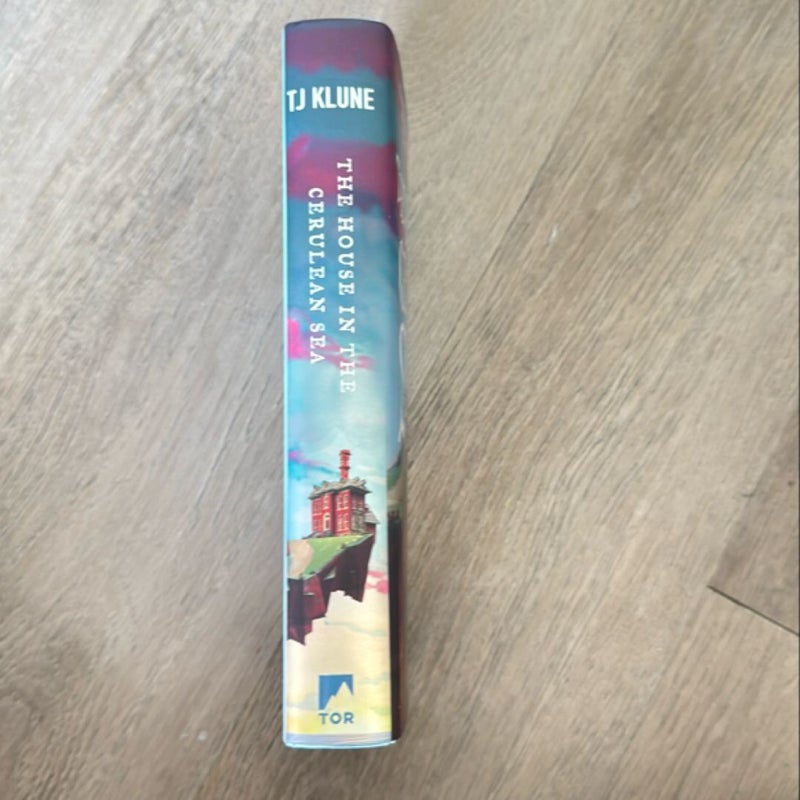 TJ KLUNE
THE HOUSE IN THE
CERULEAN SEA
TOR